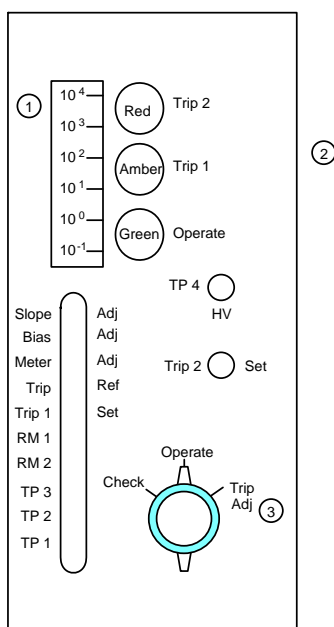 ① 10⁴ Red Trip 2
10³
10² Amber Trip 1 ②
10¹
10⁰ Green Operate
10⁻¹
TP 4
HV
Slope Adj
Bias Adj
Meter Adj Trip 2 Set
Trip Ref
Trip 1 Set
RM 1
RM 2
TP 3
TP 2
TP 1
Operate
Check Trip
Adj ③